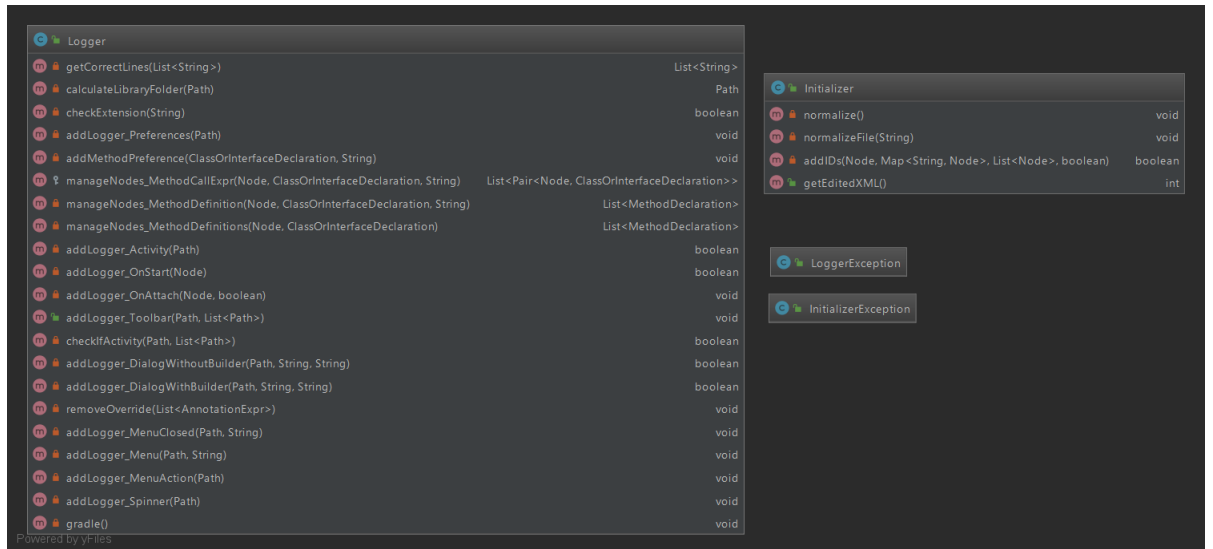 Logger
getCorrectLines(List<String>) List<String>
calculateLibraryFolder(Path) Path
checkExtension(String) boolean
addLogger_Preferences(Path) void
addMethodPreference(ClassOrInterfaceDeclaration, String) void
manageNodes_MethodCallExpr(Node, ClassOrInterfaceDeclaration, String) List<Pair<Node, ClassOrInterfaceDeclaration>>
manageNodes_MethodDefinition(Node, ClassOrInterfaceDeclaration, String) List<MethodDeclaration>
manageNodes_MethodDefinitions(Node, ClassOrInterfaceDeclaration) List<MethodDeclaration>
addLogger_Activity(Path) boolean
addLogger_OnStart(Node) boolean
addLogger_OnAttach(Node, boolean) void
addLogger_Toolbar(Path, List<Path>) void
checkIfActivity(Path, List<Path>) boolean
addLogger_DialogWithoutBuilder(Path, String, String) boolean
addLogger_DialogWithBuilder(Path, String, String) boolean
removeOverride(List<AnnotationExpr>) void
addLogger_MenuClosed(Path, String) void
addLogger_Menu(Path, String) void
addLogger_MenuAction(Path) void
addLogger_Spinner(Path) void
gradle() void
Powered by yFiles
Initializer
normalize() void
normalizeFile(String) void
addIDs(Node, Map<String, Node>, List<Node>, boolean) boolean
getEditedXML() int
LoggerException
InitializerException